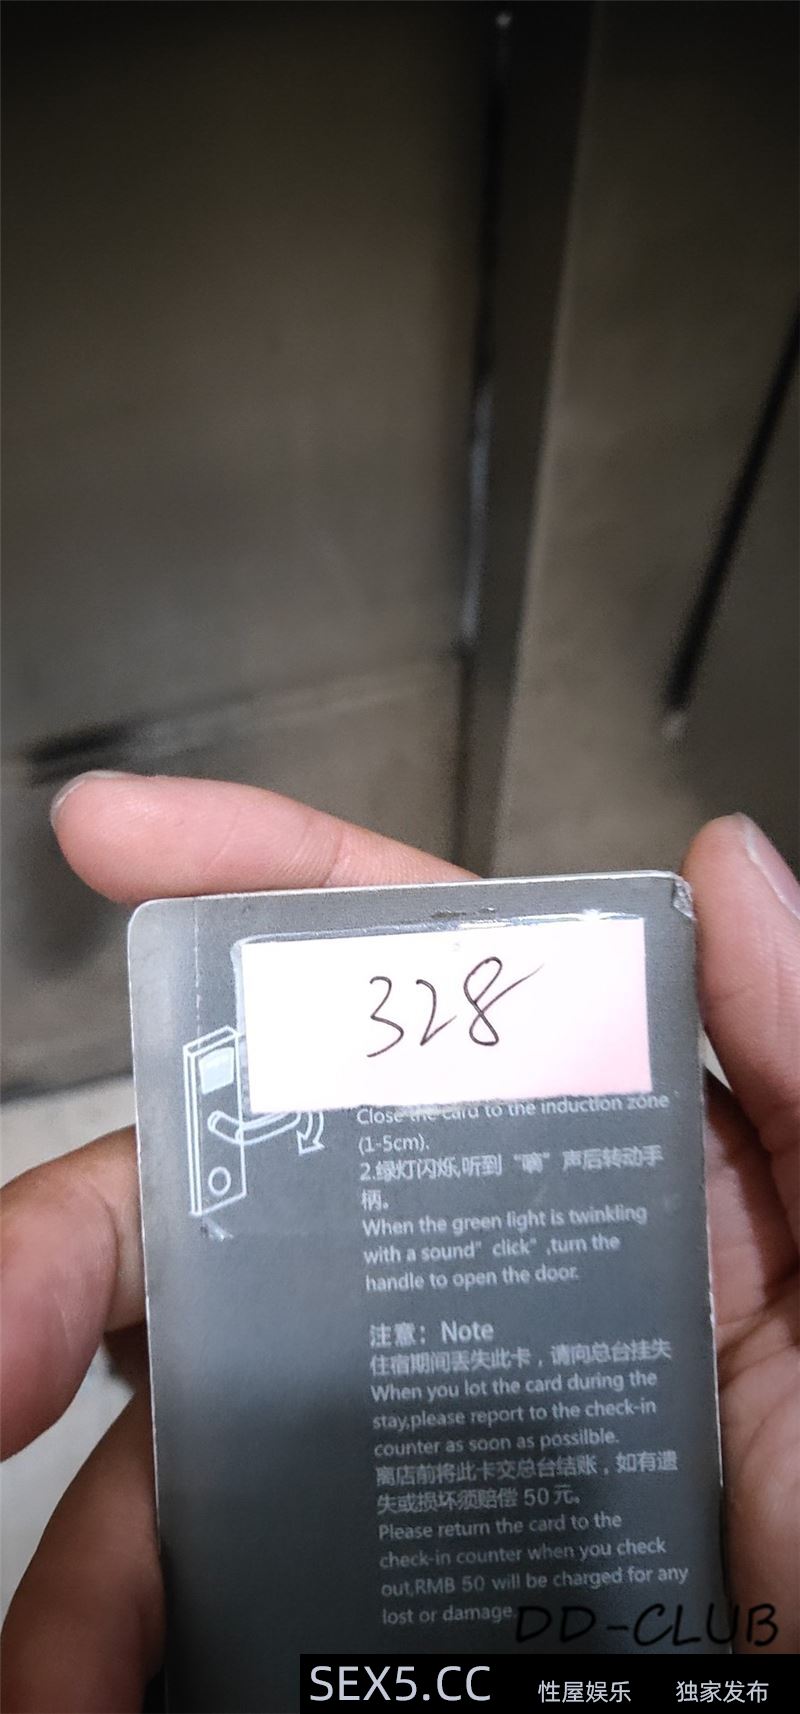 328
Close the card to the induction zone
(1-5cm).
2.绿灯闪烁,听到“嘀”声后转动手
柄。
When the green light is twinkling
with a sound” click” ,turn the
handle to open the door.
注意：Note
住宿期间丢失此卡，请向总台挂失
When you lot the card during the
stay,please report to the check-in
counter as soon as possilble.
离店前将此卡交总台结账，如有遗
失或损坏须赔偿 50 元。
Please return the card to the
check-in counter when you check
out,RMB 50 will be charged for any
lost or damage.
DD-CLUB
SEX5.CC 性屋娱乐 独家发布